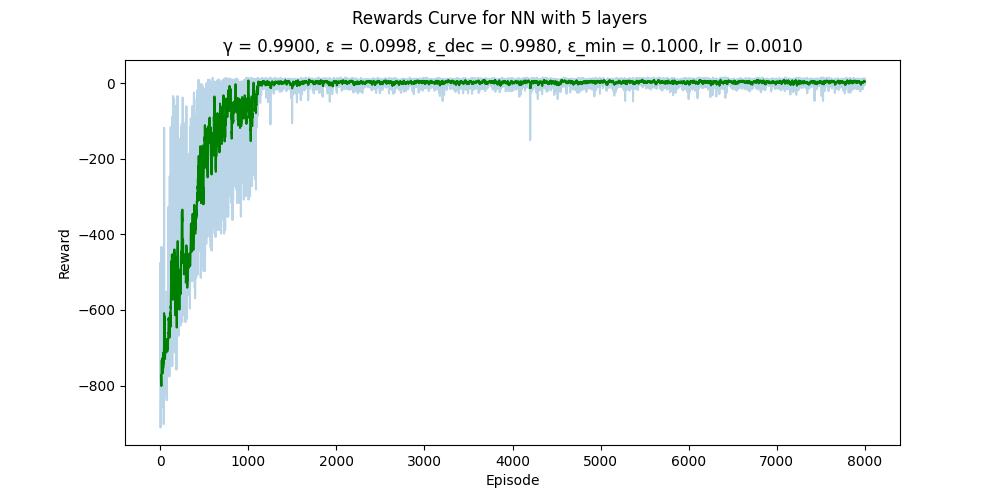 Rewards Curve for NN with 5 layers
γ = 0.9900, ε = 0.0998, ε_dec = 0.9980, ε_min = 0.1000, lr = 0.0010
0
−200
−400
−600
−800
Reward
0 1000 2000 3000 4000 5000 6000 7000 8000
Episode